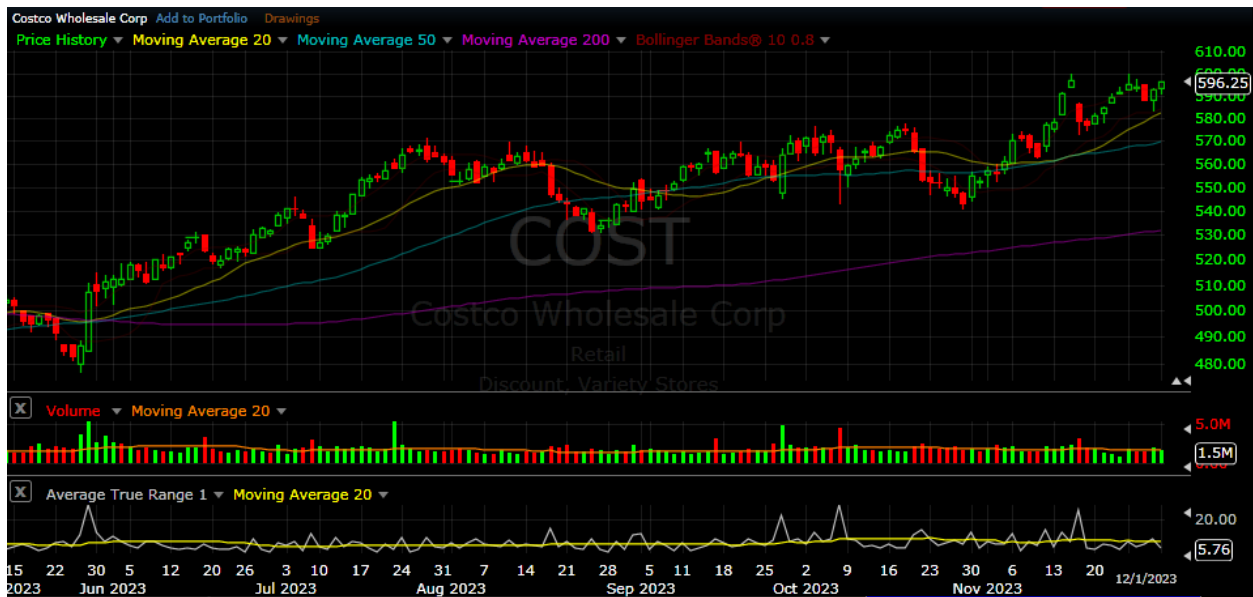 Costco Wholesale Corp Add to Portfolio Drawings
Price History Moving Average 20 Moving Average 50 Moving Average 200 Bollinger Bands® 10 0.8
610.00
600.00
596.25
590.00
580.00
570.00
560.00
550.00
540.00
530.00
520.00
510.00
500.00
490.00
480.00
COST
Costco Wholesale Corp
Retail
Discount, Variety Stores
X Volume Moving Average 20
5.0M
1.5M
0.00
X Average True Range 1 Moving Average 20
20.00
5.76
15 22 30 5 12 20 26 3 10 17 24 31 7 14 21 28 5 11 18 25 2 9 16 23 30 6 13 20 12/1/2023
2023 Jun 2023 Jul 2023 Aug 2023 Sep 2023 Oct 2023 Nov 2023